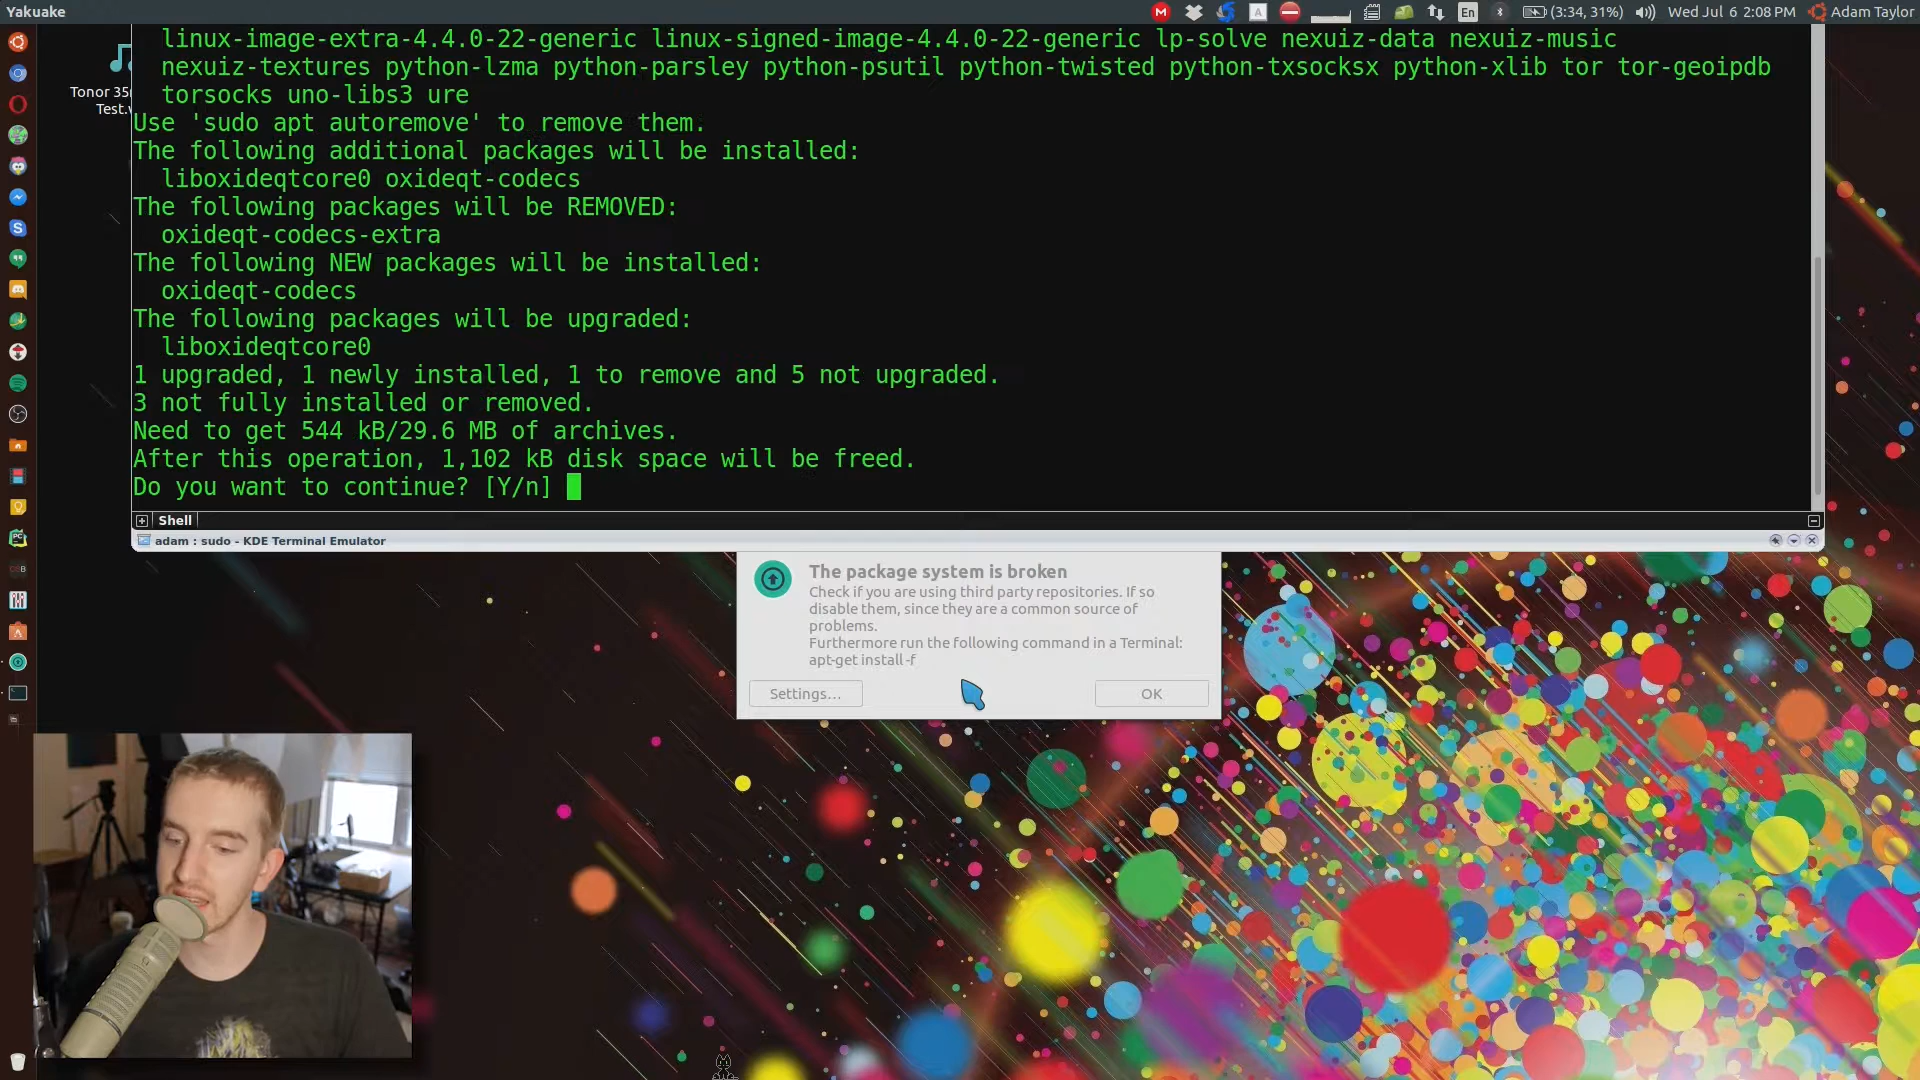 Yakuake
En
(3:34, 31%)
Wed Jul 6 2:08 PM
Adam Taylor
Tonor 35
Test.
linux-image-extra-4.4.0-22-generic linux-signed-image-4.4.0-22-generic lp-solve nexuiz-data nexuiz-music
nexuiz-textures python-lzma python-parsley python-psutil python-twisted python-txsocksx python-xlib tor tor-geoipdb
torsocks uno-libs3 ure
Use 'sudo apt autoremove' to remove them.
The following additional packages will be installed:
liboxideqtcore0 oxideqt-codecs
The following packages will be REMOVED:
oxideqt-codecs-extra
The following NEW packages will be installed:
oxideqt-codecs
The following packages will be upgraded:
liboxideqtcore0
1 upgraded, 1 newly installed, 1 to remove and 5 not upgraded.
3 not fully installed or removed.
Need to get 544 kB/29.6 MB of archives.
After this operation, 1,102 kB disk space will be freed.
Do you want to continue? [Y/n]
Shell
adam : sudo - KDE Terminal Emulator
The package system is broken
Check if you are using third party repositories. If so
disable them, since they are a common source of
problems.
Furthermore run the following command in a Terminal:
apt-get install -f
Settings...
OK